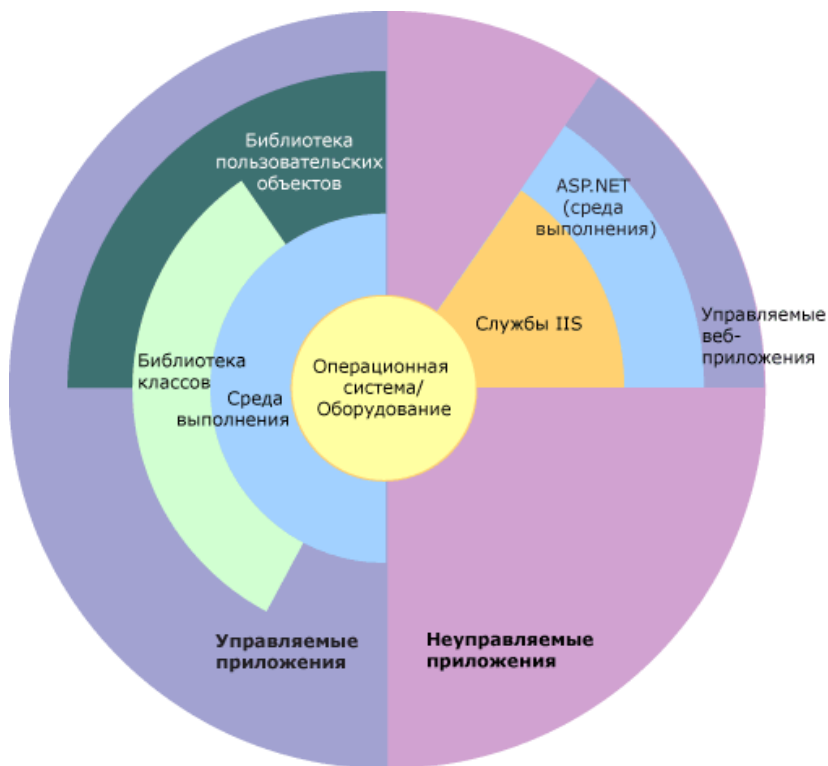 Библиотека
пользовательских
объектов
ASP.NET
(среда
выполнения)
Службы IIS
Управляемые
веб-
приложения
Библиотека
классов
Среда
выполнения
Операционная
система/
Оборудование
Управляемые
приложения
Неуправляемые
приложения